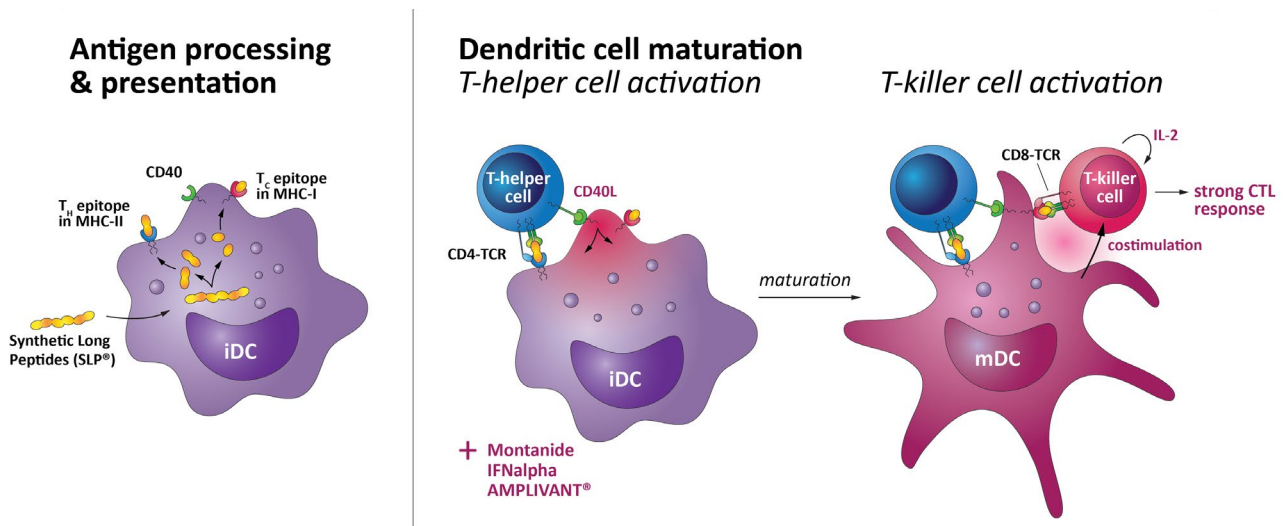 Antigen processing
& presentation
CD40
T_C epitope
in MHC-I
T_H epitope
in MHC-II
Synthetic Long
Peptides (SLP®)
iDC
Dendritic cell maturation
T-helper cell activation
T-helper
cell
CD40L
CD4-TCR
iDC
+ Montanide
IFNalpha
AMPLIVANT®
maturation
T-killer cell activation
CD8-TCR
IL-2
T-killer
cell
strong CTL
response
costimulation
mDC